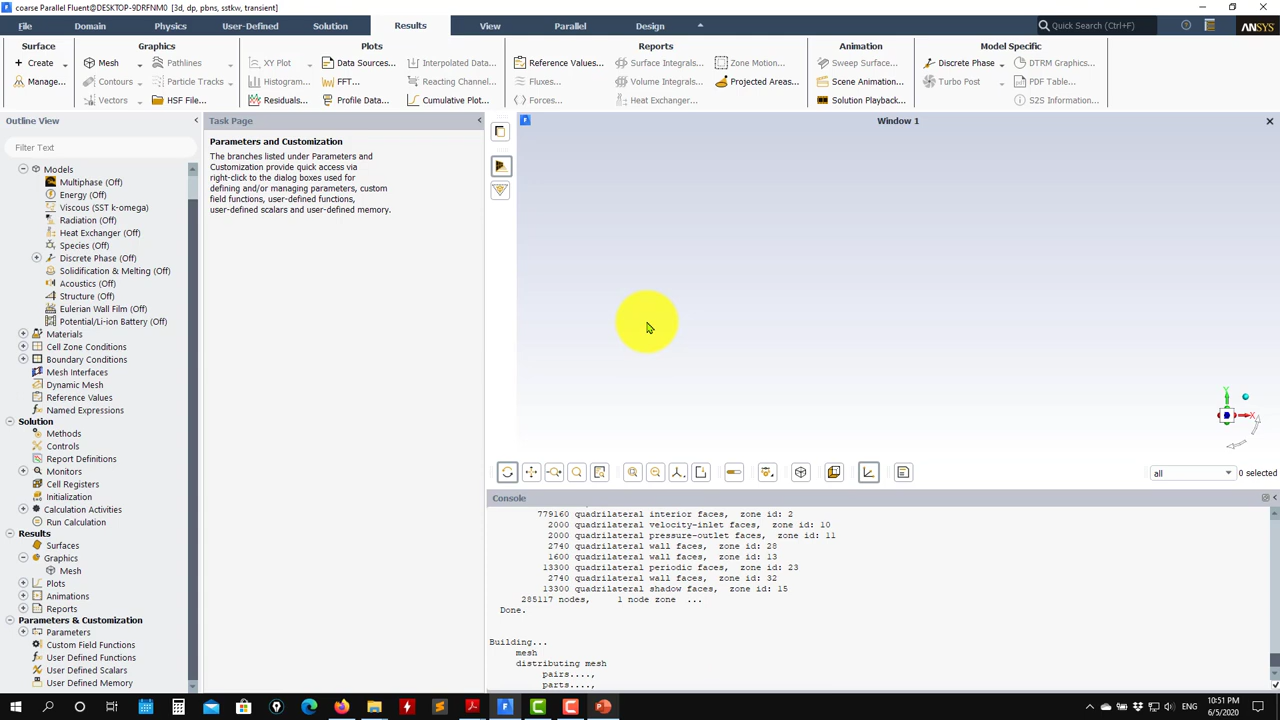 coarse Parallel Fluent@DESKTOP-9DRFNM0 [3d, dp, pbns, sstkw, transient]
File Domain Physics User-Defined Solution Results View Parallel Design Quick Search (Ctrl+F) ANSYS
Surface Graphics Plots Reports Animation Model Specific
Create Mesh Pathlines XY Plot Data Sources... Interpolated Data... Reference Values... Surface Integrals... Zone Motion... Sweep Surface... Discrete Phase DTRM Graphics...
Manage... Contours Particle Tracks Histogram... FFT... Reacting Channel... Fluxes... Volume Integrals... Projected Areas... Scene Animation... Turbo Post PDF Table...
Vectors HSF File... Residuals... Profile Data... Cumulative Plot... Forces... Heat Exchanger... Solution Playback... S2S Information...
Outline View
Filter Text
Models
Multiphase (Off)
Energy (Off)
Viscous (SST k-omega)
Radiation (Off)
Heat Exchanger (Off)
Species (Off)
Discrete Phase (Off)
Solidification & Melting (Off)
Acoustics (Off)
Structure (Off)
Eulerian Wall Film (Off)
Potential/Li-ion Battery (Off)
Materials
Cell Zone Conditions
Boundary Conditions
Mesh Interfaces
Dynamic Mesh
Reference Values
Named Expressions
Solution
Methods
Controls
Report Definitions
Monitors
Cell Registers
Initialization
Calculation Activities
Run Calculation
Results
Surfaces
Graphics
Mesh
Plots
Animations
Reports
Parameters & Customization
Parameters
Custom Field Functions
User Defined Functions
User Defined Scalars
User Defined Memory
Task Page
Parameters and Customization
The branches listed under Parameters and
Customization provide quick access via
right-click to the dialog boxes used for
defining and/or managing parameters, custom
field functions, user-defined functions,
user-defined scalars and user-defined memory.
Window 1
Y
X
all 0 selected
Console
779160 quadrilateral interior faces, zone id: 2
2000 quadrilateral velocity-inlet faces, zone id: 10
2000 quadrilateral pressure-outlet faces, zone id: 11
2740 quadrilateral wall faces, zone id: 28
1600 quadrilateral wall faces, zone id: 13
13300 quadrilateral periodic faces, zone id: 23
2740 quadrilateral wall faces, zone id: 32
13300 quadrilateral shadow faces, zone id: 15
285117 nodes, 1 node zone ...
Done.
Building...
mesh
distributing mesh
pairs....,
parts....,
ENG
10:51 PM
6/5/2020